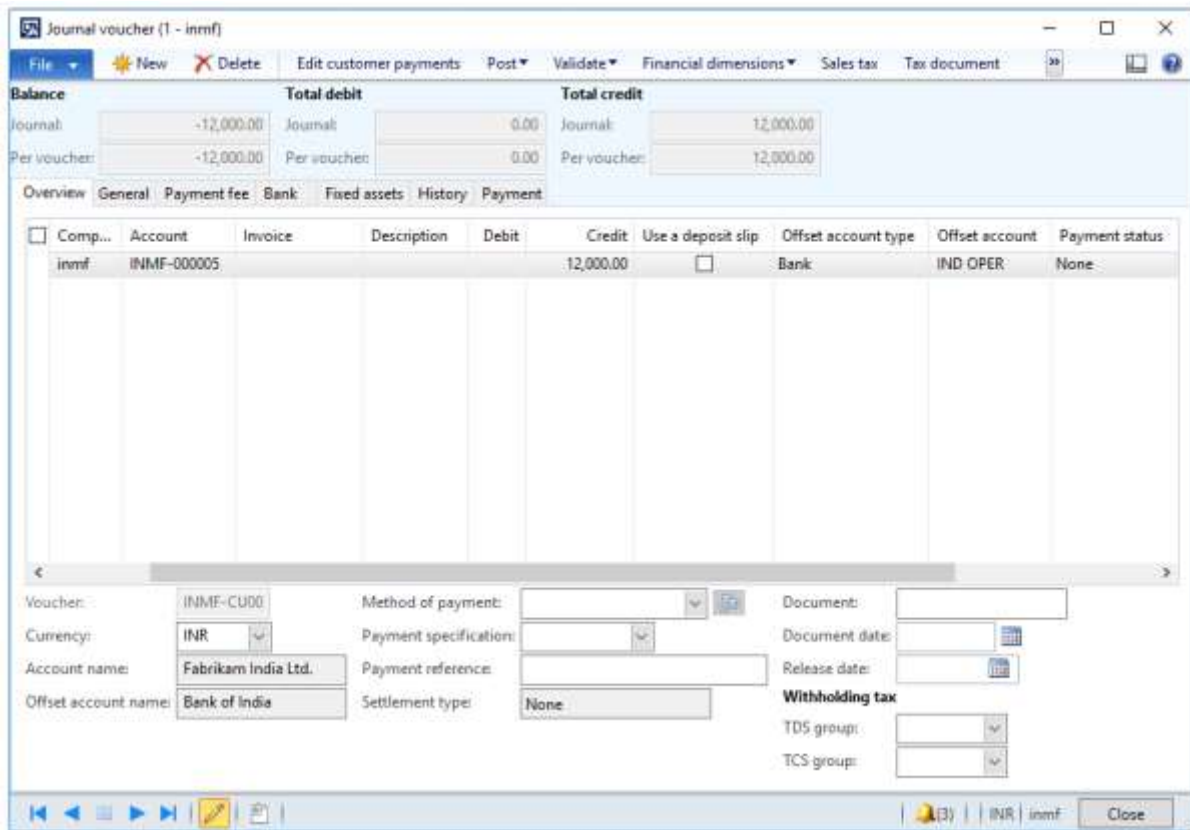 Journal voucher (1 - inmf)
File New Delete Edit customer payments Post Validate Financial dimensions Sales tax Tax document »
Balance Total debit Total credit
Journal: -12,000.00 Journal: 0.00 Journal: 12,000.00
Per voucher: -12,000.00 Per voucher: 0.00 Per voucher: 12,000.00
Overview General Payment fee Bank Fixed assets History Payment
Comp... Account Invoice Description Debit Credit Use a deposit slip Offset account type Offset account Payment status
inmf INMF-000005 12,000.00 Bank IND OPER None
Voucher: INMF-CU00 Method of payment: Document:
Currency: INR Payment specification: Document date:
Account name: Fabrikam India Ltd. Payment reference: Release date:
Offset account name: Bank of India Settlement type: None Withholding tax
TDS group:
TCS group:
(3) INR inmf Close